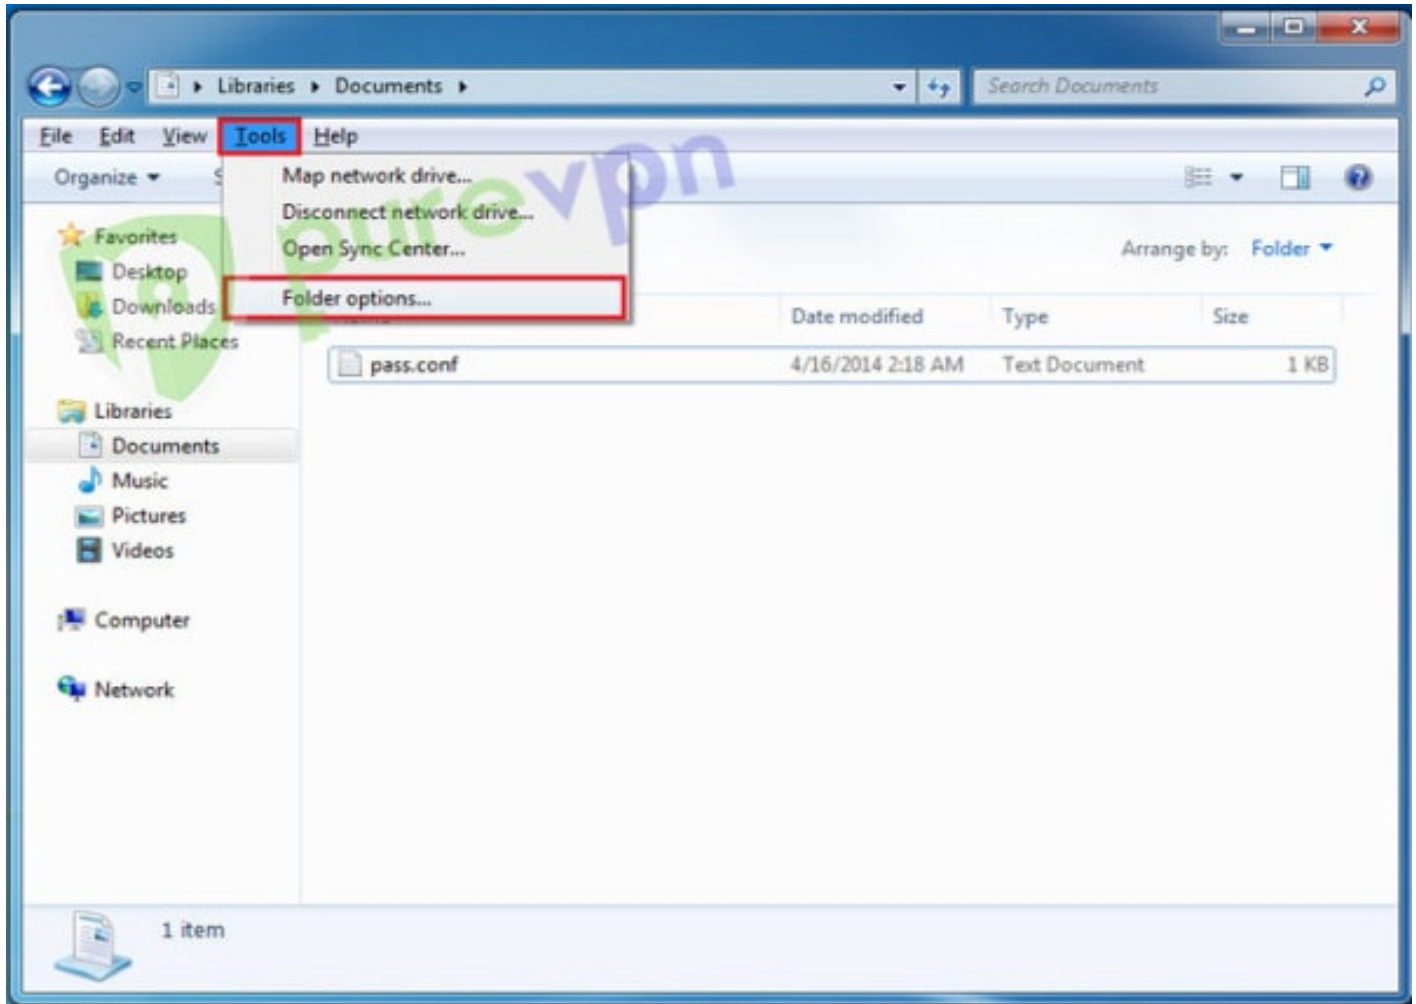 Libraries Documents
Search Documents
File Edit View Tools Help
Organize
Map network drive...
Disconnect network drive...
Open Sync Center...
Folder options...
purevpn
Arrange by: Folder
Favorites
Desktop
Downloads
Recent Places
Date modified Type Size
pass.conf 4/16/2014 2:18 AM Text Document 1 KB
Libraries
Documents
Music
Pictures
Videos
Computer
Network
1 item